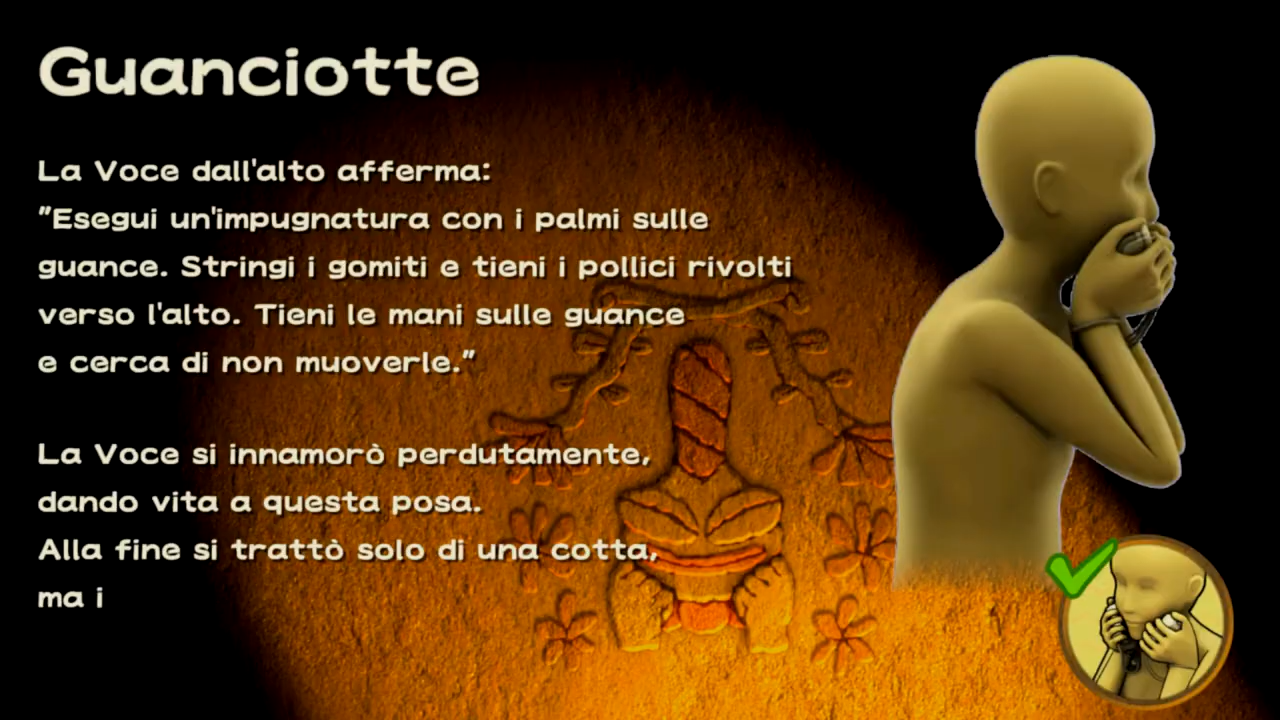 Guanciotte
La Voce dall'alto afferma:
"Esegui un'impugnatura con i palmi sulle
guance. Stringi i gomiti e tieni i pollici rivolti
verso l'alto. Tieni le mani sulle guance
e cerca di non muoverle."
La Voce si innamorò perdutamente,
dando vita a questa posa.
Alla fine si trattò solo di una cotta,
ma i